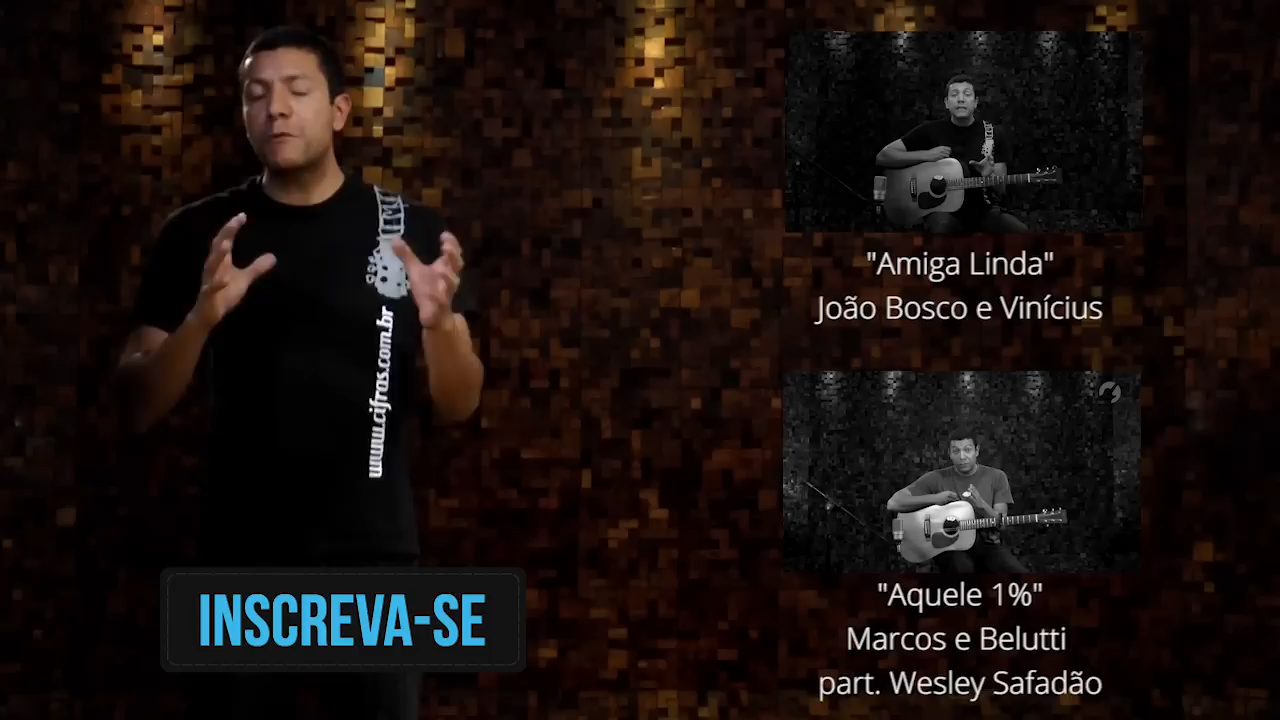 www.cifras.com.br
INSCREVA-SE
"Amiga Linda"
João Bosco e Vinícius
"Aquele 1%"
Marcos e Belutti
part. Wesley Safadão